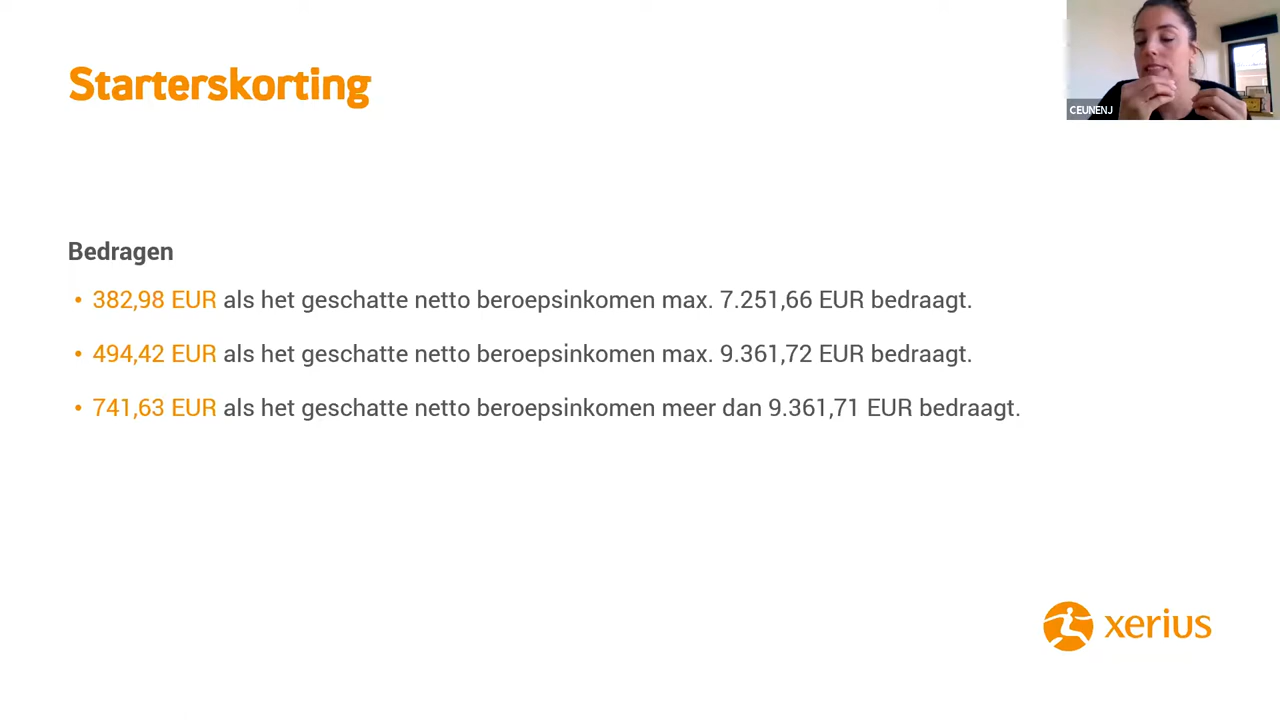 Starterskorting
CEUNENJ
Bedragen
• 382,98 EUR als het geschatte netto beroepsinkomen max. 7.251,66 EUR bedraagt.
• 494,42 EUR als het geschatte netto beroepsinkomen max. 9.361,72 EUR bedraagt.
• 741,63 EUR als het geschatte netto beroepsinkomen meer dan 9.361,71 EUR bedraagt.
xerius